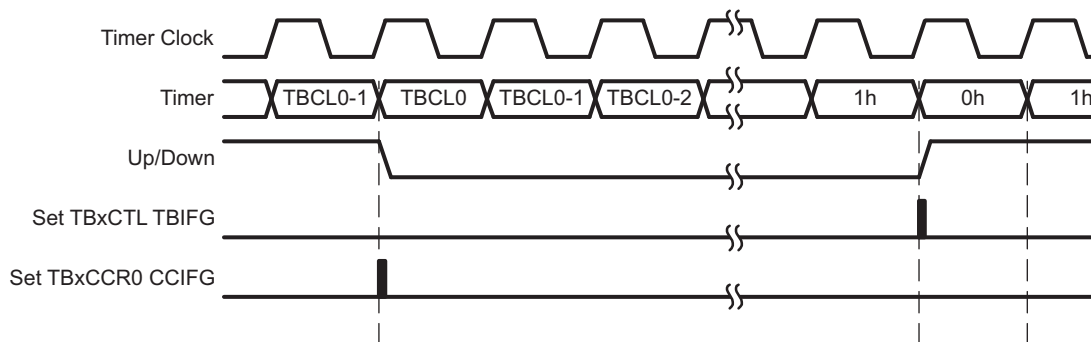 Timer Clock
Timer
TBCL0-1
TBCL0
TBCL0-1
TBCL0-2
1h
0h
1h
Up/Down
Set TBxCTL TBIFG
Set TBxCCR0 CCIFG